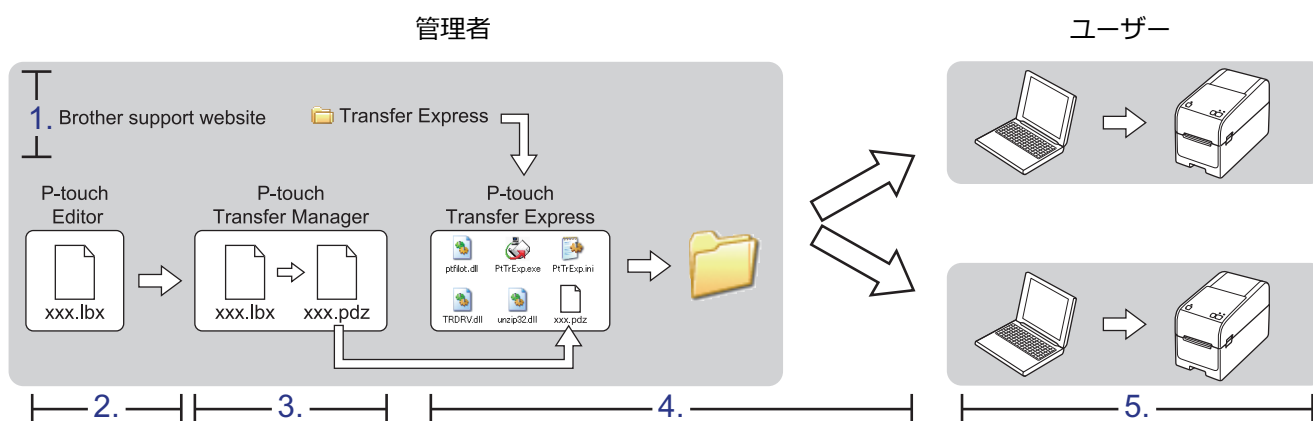 管理者
ユーザー
1. Brother support website
Transfer Express
P-touch
Editor
xxx.lbx
P-touch
Transfer Manager
xxx.lbx
xxx.pdz
P-touch
Transfer Express
ptfilot.dll
PtTrExp.exe
PtTrExp.ini
TRDRV.dll
unzip32.dll
xxx.pdz
2.
3.
4.
5.